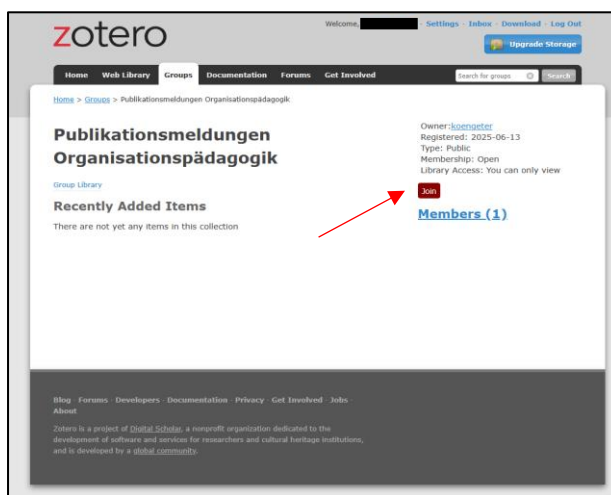 zotero
Welcome, · Settings · Inbox · Download · Log Out
Upgrade Storage
Home Web Library Groups Documentation Forums Get Involved
Search for groups Search
Home > Groups > Publikationsmeldungen Organisationspädagogik
Publikationsmeldungen
Organisationspädagogik
Owner:koengeter
Registered: 2025-06-13
Type: Public
Membership: Open
Library Access: You can only view
Group Library
Join
Recently Added Items
Members (1)
There are not yet any items in this collection
Blog · Forums · Developers · Documentation · Privacy · Get Involved · Jobs ·
About
Zotero is a project of Digital Scholar, a nonprofit organization dedicated to the
development of software and services for researchers and cultural heritage institutions,
and is developed by a global community.